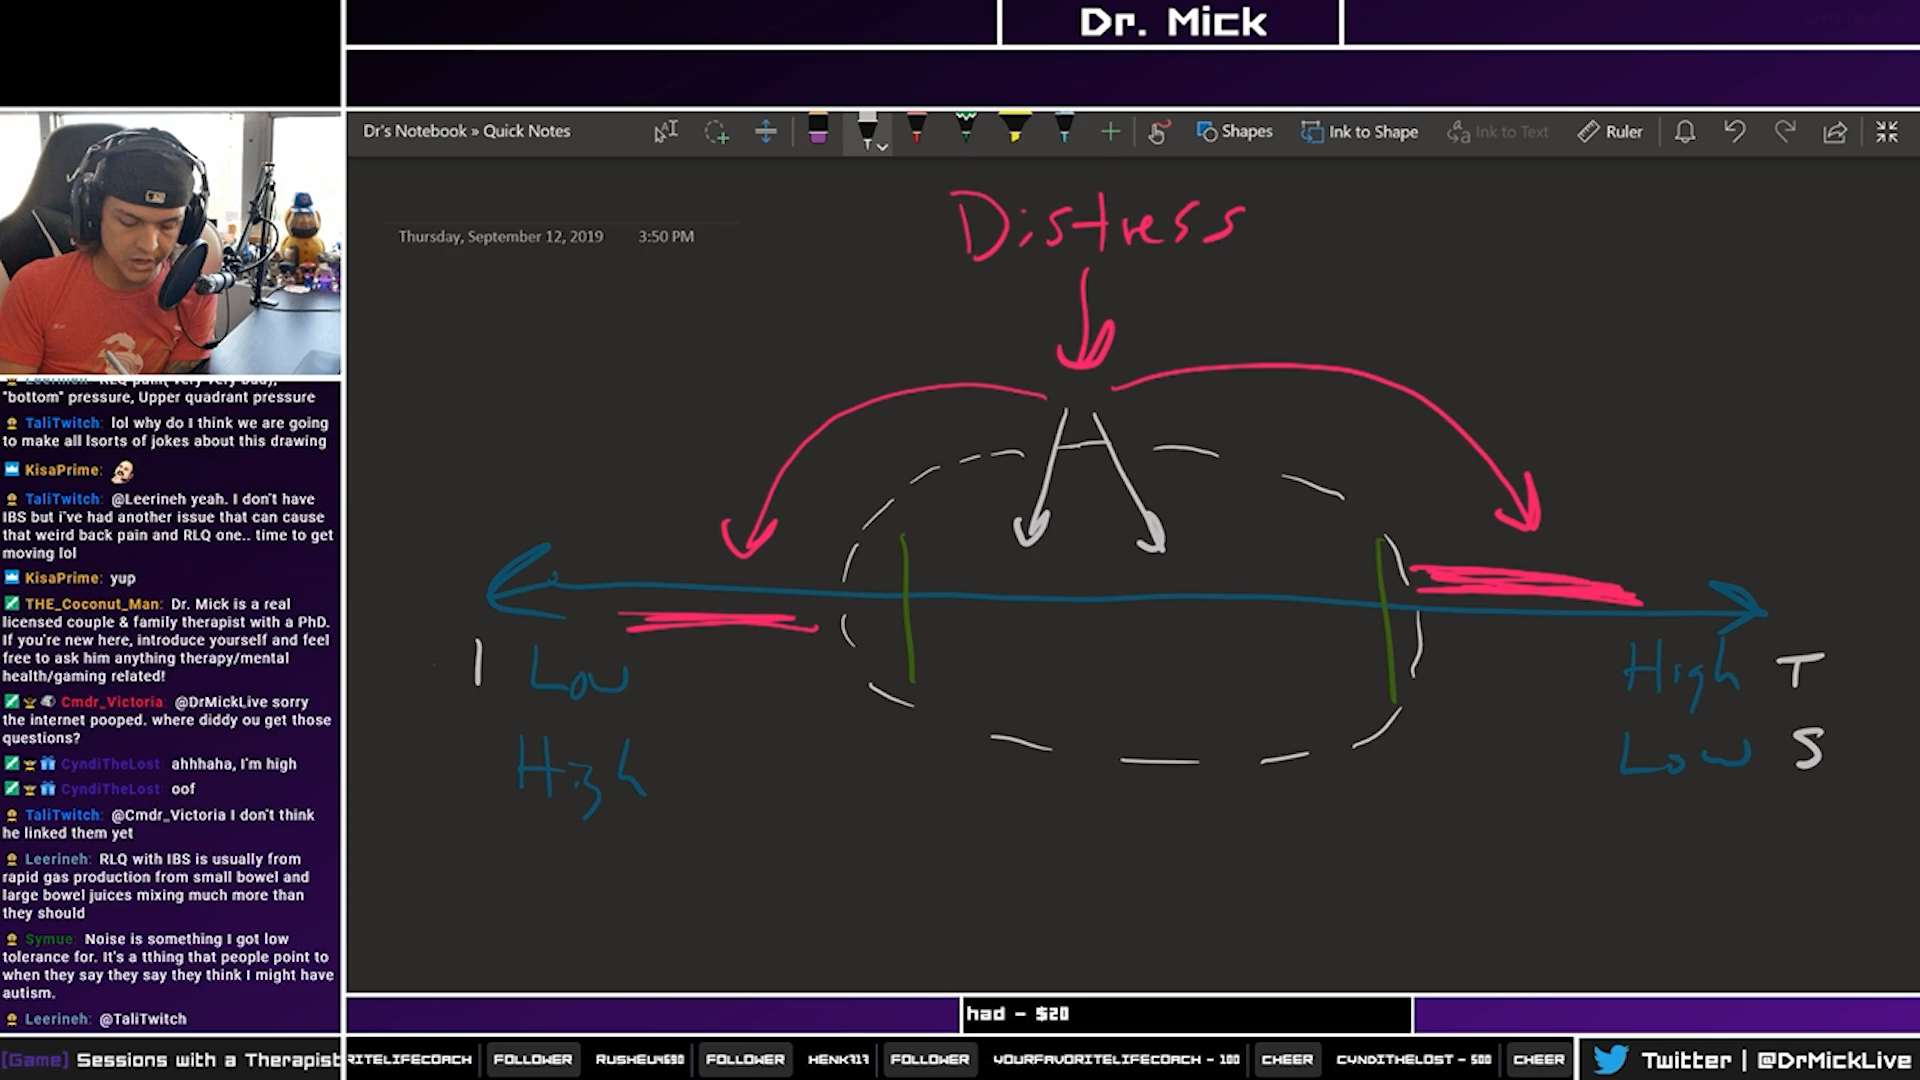 Dr. Mick
Dr's Notebook » Quick Notes
T
Shapes
Ink to Shape
Ink to Text
Ruler
Thursday, September 12, 2019 3:50 PM
Distress
Low
High
High T
Low S
"bottom" pressure, Upper quadrant pressure
TaliTwitch: lol why do I think we are going
to make all lsorts of jokes about this drawing
KisaPrime:
TaliTwitch: @Leerineh yeah. I don't have
IBS but i've had another issue that can cause
that weird back pain and RLQ one.. time to get
moving lol
KisaPrime: yup
THE_Coconut_Man: Dr. Mick is a real
licensed couple & family therapist with a PhD.
If you're new here, introduce yourself and feel
free to ask him anything therapy/mental
health/gaming related!
Cmdr_Victoria: @DrMickLive sorry
the internet pooped. where diddy ou get those
questions?
CyndiTheLost: ahhhaha, I'm high
CyndiTheLost: oof
TaliTwitch: @Cmdr_Victoria I don't think
he linked them yet
Leerineh: RLQ with IBS is usually from
rapid gas production from small bowel and
large bowel juices mixing much more than
they should
Symue: Noise is something I got low
tolerance for. It's a tthing that people point to
when they say they say they think I might have
autism.
Leerineh: @TaliTwitch
had - $20
[Game] Sessions with a Therapist
RITELIFECOACH FOLLOWER RUSHEU4690 FOLLOWER HENK717 FOLLOWER YOURFAVORITELIFECOACH - 100 CHEER CYNDITHELOST - 500 CHEER
Twitter | @DrMickLive